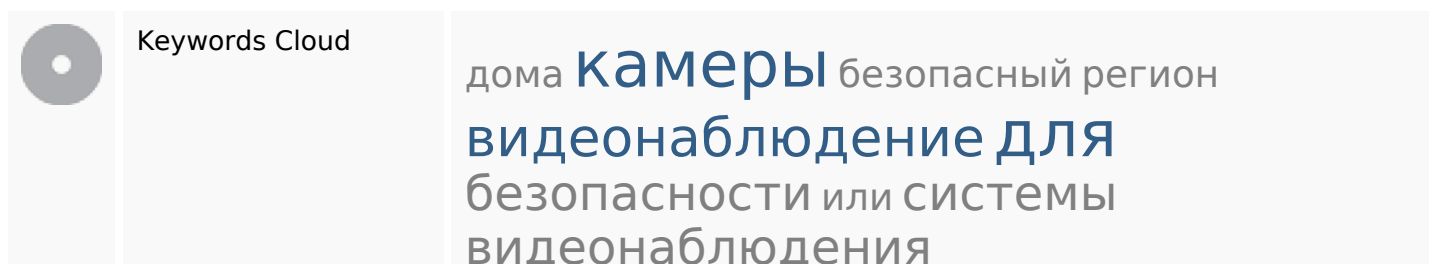 Keywords Cloud
дома камеры безопасный регион
видеонаблюдение для
безопасности или системы
видеонаблюдения